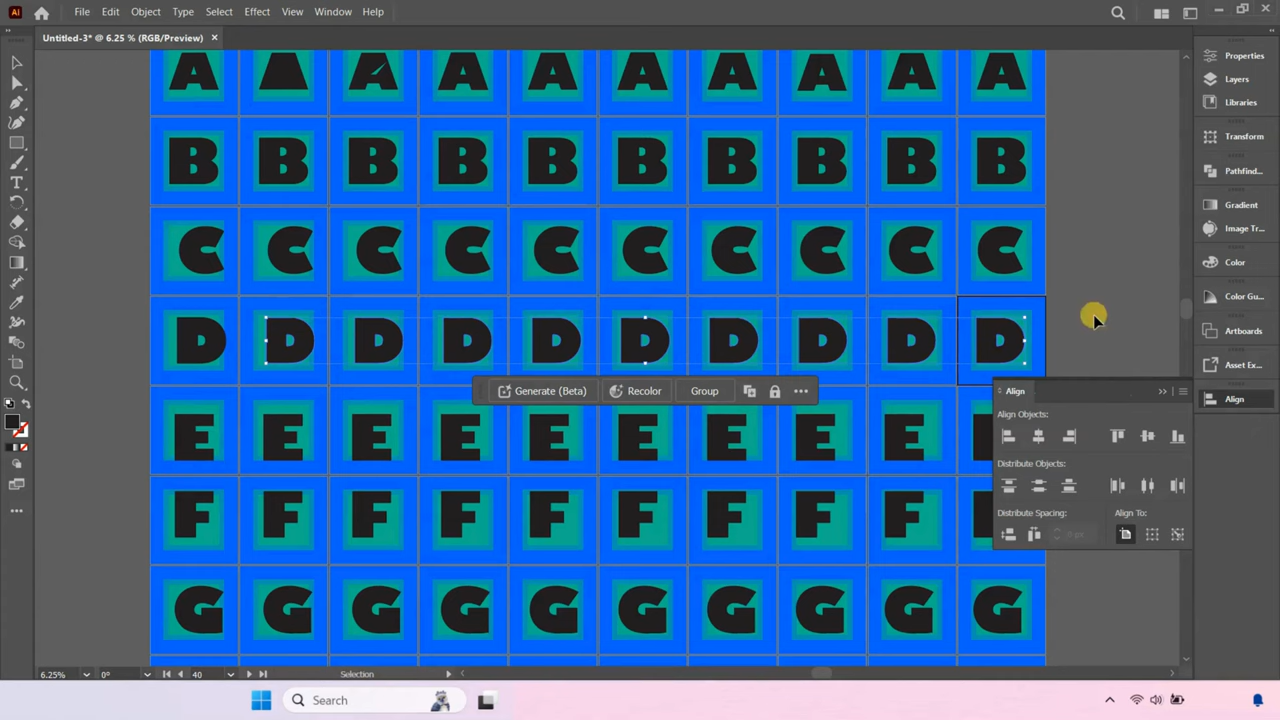 Ai File Edit Object Type Select Effect View Window Help
Untitled-3* @ 6.25 % (RGB/Preview) ×
A A A A A A A A A A
B B B B B B B B B B
C C C C C C C C C C
D D D D D D D D D D
Generate (Beta) Recolor Group
E E E E E E E E E
F F F F F F F F F
G G G G G G G G G G
Properties
Layers
Libraries
Transform
Pathfind...
Gradient
Image Tr...
Color
Color Gu...
Artboards
Asset Ex...
Align
Align
Align Objects:
Distribute Objects:
Distribute Spacing: Align To:
0 px
6.25% 0° 40 Selection
Search